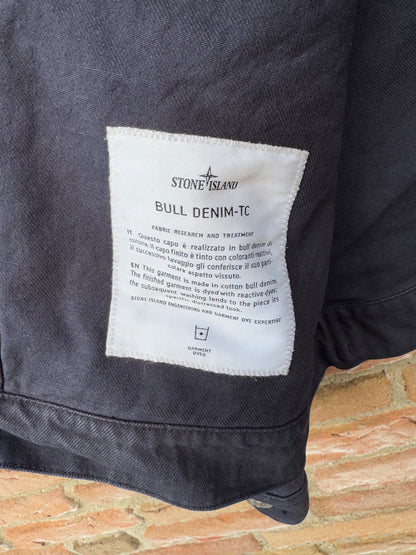 STONE ISLAND
BULL DENIM-TC
FABRIC RESEARCH AND TREATMENT
IT Questo capo è realizzato in bull denim di
cotone. Il capo finito è tinto con coloranti reattivi,
il successivo lavaggio gli conferisce il suo parti-
colare aspetto vissuto.
EN This garment is made in cotton bull denim.
The finished garment is dyed with reactive dyes;
the subsequent washing tends to the piece its
specific distressed look.
STONE ISLAND ENGINEERING AND GARMENT DYE EXPERTISE
GARMENT
DYED